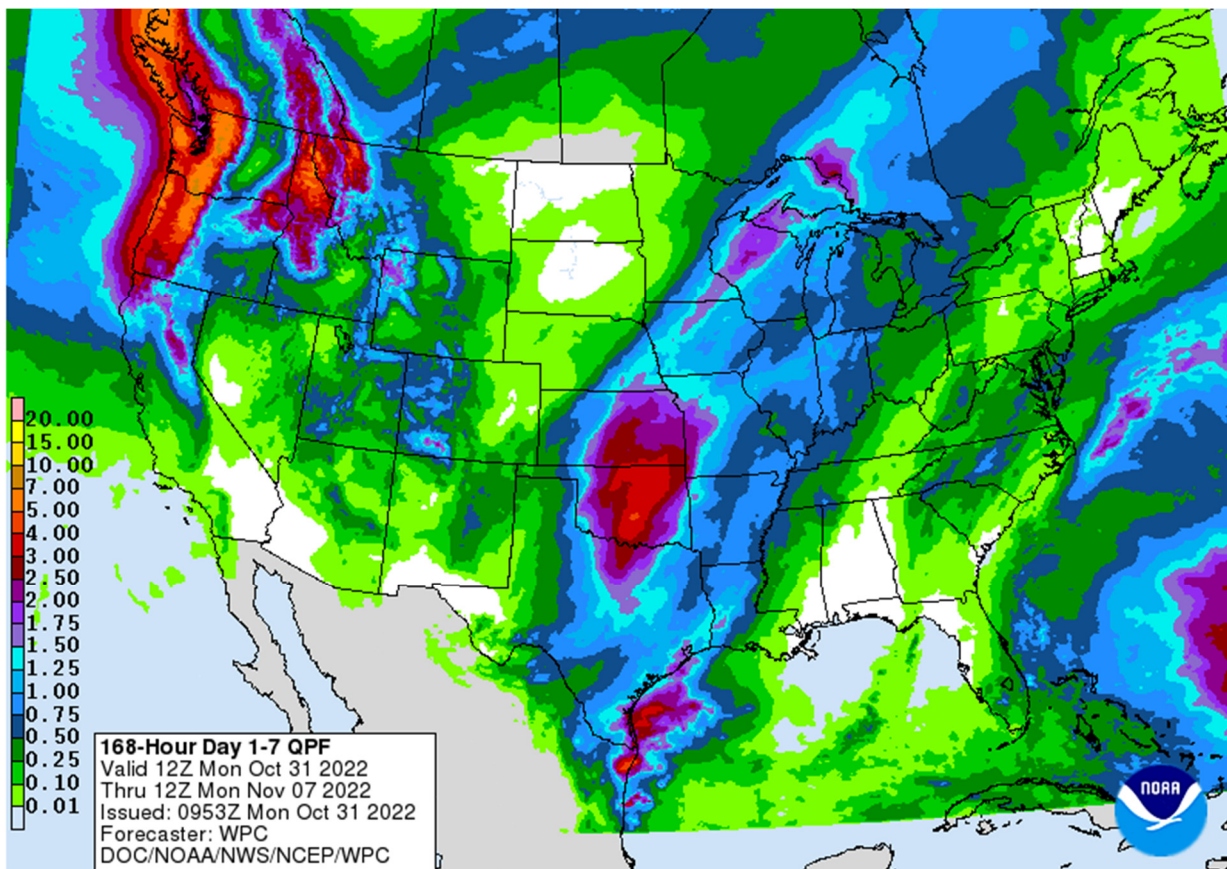 20.00
15.00
10.00
7.00
5.00
4.00
3.00
2.50
2.00
1.75
1.50
1.25
1.00
0.75
0.50
0.25
0.10
0.01
168-Hour Day 1-7 QPF
Valid 12Z Mon Oct 31 2022
Thru 12Z Mon Nov 07 2022
Issued: 0953Z Mon Oct 31 2022
Forecaster: WPC
DOC/NOAA/NWS/NCEP/WPC
NOAA